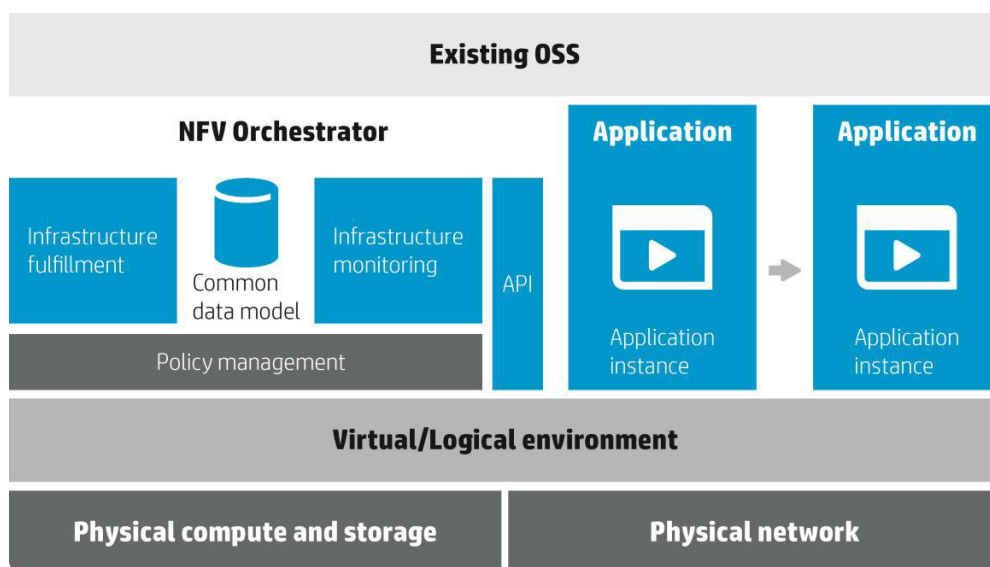 Existing OSS
NFV Orchestrator
Infrastructure
fulfillment
Common
data model
Infrastructure
monitoring
Policy management
API
Application
Application
instance
Application
Application
instance
Virtual/Logical environment
Physical compute and storage
Physical network